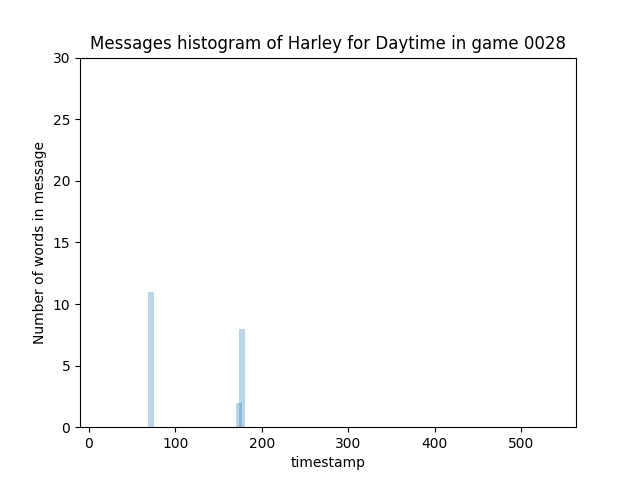 Messages histogram of Harley for Daytime in game 0028
30
25
20
15
10
5
0
Number of words in message
0 100 200 300 400 500
timestamp